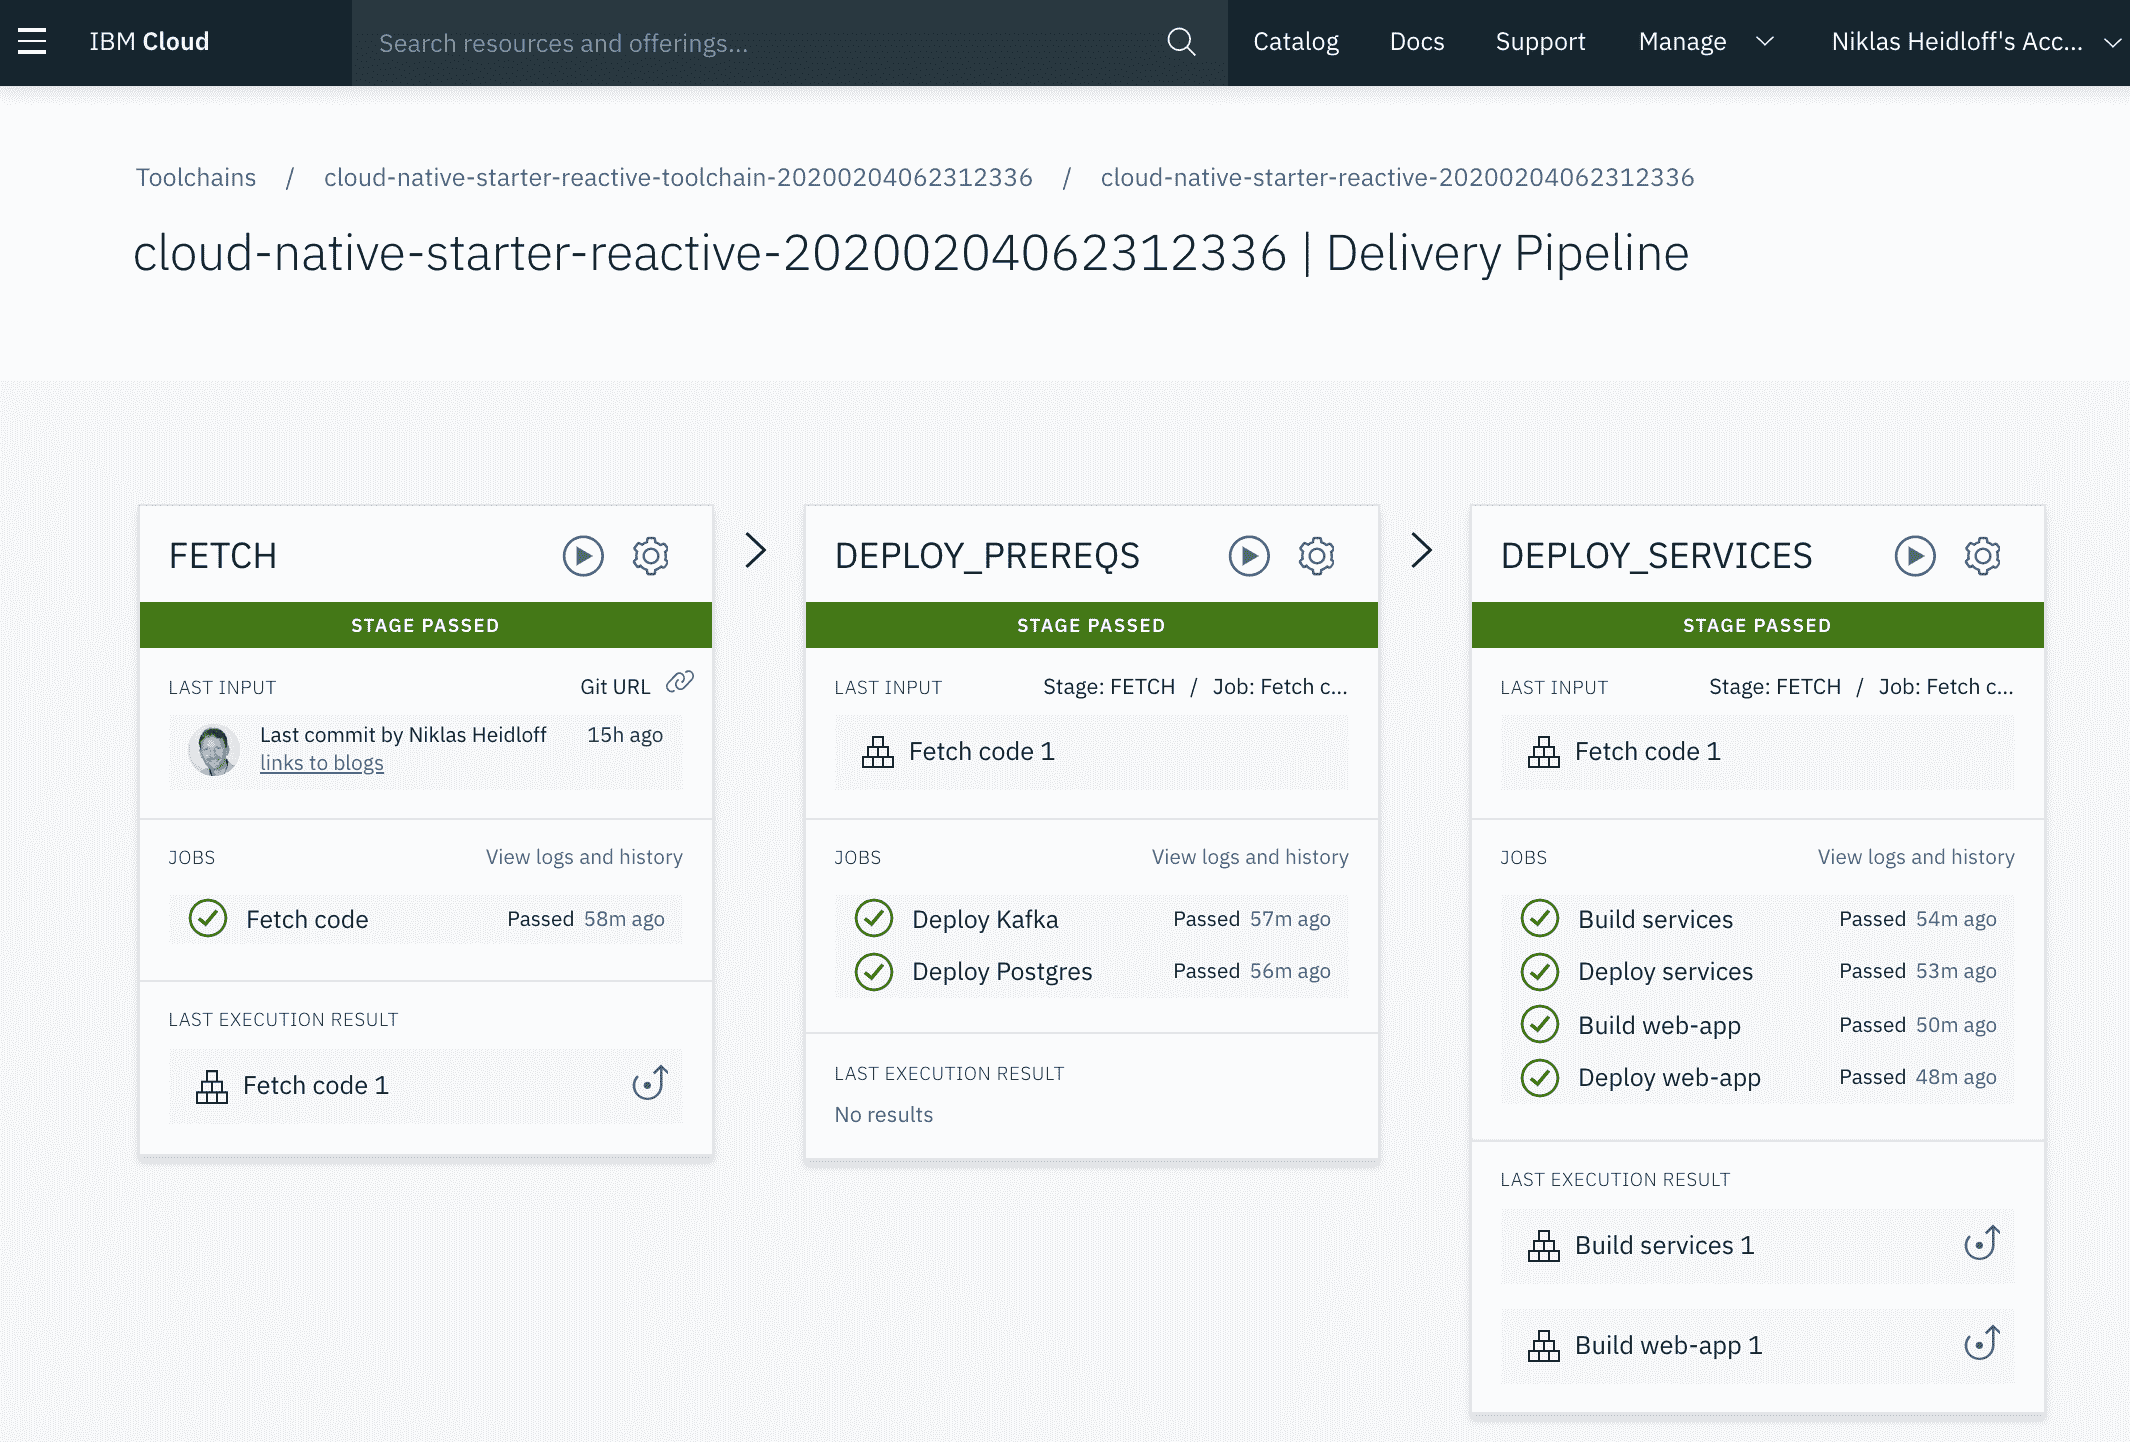 IBM Cloud
Search resources and offerings...
Catalog
Docs
Support
Manage
Niklas Heidloff's Acc...
Toolchains / cloud-native-starter-reactive-toolchain-20200204062312336 / cloud-native-starter-reactive-20200204062312336
cloud-native-starter-reactive-20200204062312336 | Delivery Pipeline
FETCH
STAGE PASSED
LAST INPUT Git URL
Last commit by Niklas Heidloff 15h ago
links to blogs
JOBS View logs and history
Fetch code Passed 58m ago
LAST EXECUTION RESULT
Fetch code 1
DEPLOY_PREREQS
STAGE PASSED
LAST INPUT Stage: FETCH / Job: Fetch c...
Fetch code 1
JOBS View logs and history
Deploy Kafka Passed 57m ago
Deploy Postgres Passed 56m ago
LAST EXECUTION RESULT
No results
DEPLOY_SERVICES
STAGE PASSED
LAST INPUT Stage: FETCH / Job: Fetch c...
Fetch code 1
JOBS View logs and history
Build services Passed 54m ago
Deploy services Passed 53m ago
Build web-app Passed 50m ago
Deploy web-app Passed 48m ago
LAST EXECUTION RESULT
Build services 1
Build web-app 1